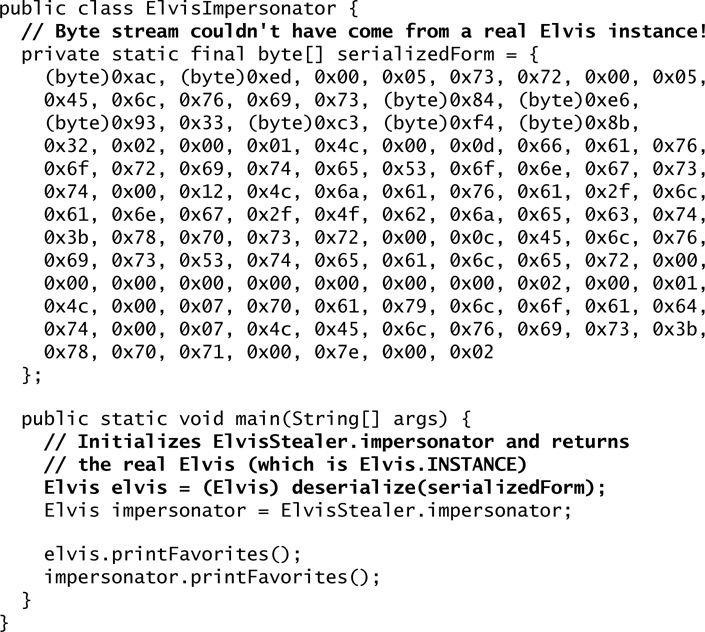 public class ElvisImpersonator {
  // Byte stream couldn't have come from a real Elvis instance!
  private static final byte[] serializedForm = {
    (byte)0xac, (byte)0xed, 0x00, 0x05, 0x73, 0x72, 0x00, 0x05,
    0x45, 0x6c, 0x76, 0x69, 0x73, (byte)0x84, (byte)0xe6,
    (byte)0x93, 0x33, (byte)0xc3, (byte)0xf4, (byte)0x8b,
    0x32, 0x02, 0x00, 0x01, 0x4c, 0x00, 0x0d, 0x66, 0x61, 0x76,
    0x6f, 0x72, 0x69, 0x74, 0x65, 0x53, 0x6f, 0x6e, 0x67, 0x73,
    0x74, 0x00, 0x12, 0x4c, 0x6a, 0x61, 0x76, 0x61, 0x2f, 0x6c,
    0x61, 0x6e, 0x67, 0x2f, 0x4f, 0x62, 0x6a, 0x65, 0x63, 0x74,
    0x3b, 0x78, 0x70, 0x73, 0x72, 0x00, 0x0c, 0x45, 0x6c, 0x76,
    0x69, 0x73, 0x53, 0x74, 0x65, 0x61, 0x6c, 0x65, 0x72, 0x00,
    0x00, 0x00, 0x00, 0x00, 0x00, 0x00, 0x00, 0x02, 0x00, 0x01,
    0x4c, 0x00, 0x07, 0x70, 0x61, 0x79, 0x6c, 0x6f, 0x61, 0x64,
    0x74, 0x00, 0x07, 0x4c, 0x45, 0x6c, 0x76, 0x69, 0x73, 0x3b,
    0x78, 0x70, 0x71, 0x00, 0x7e, 0x00, 0x02
  };
  public static void main(String[] args) {
    // Initializes ElvisStealer.impersonator and returns
    // the real Elvis (which is Elvis.INSTANCE)
    Elvis elvis = (Elvis) deserialize(serializedForm);
    Elvis impersonator = ElvisStealer.impersonator;
    elvis.printFavorites();
    impersonator.printFavorites();
  }
}